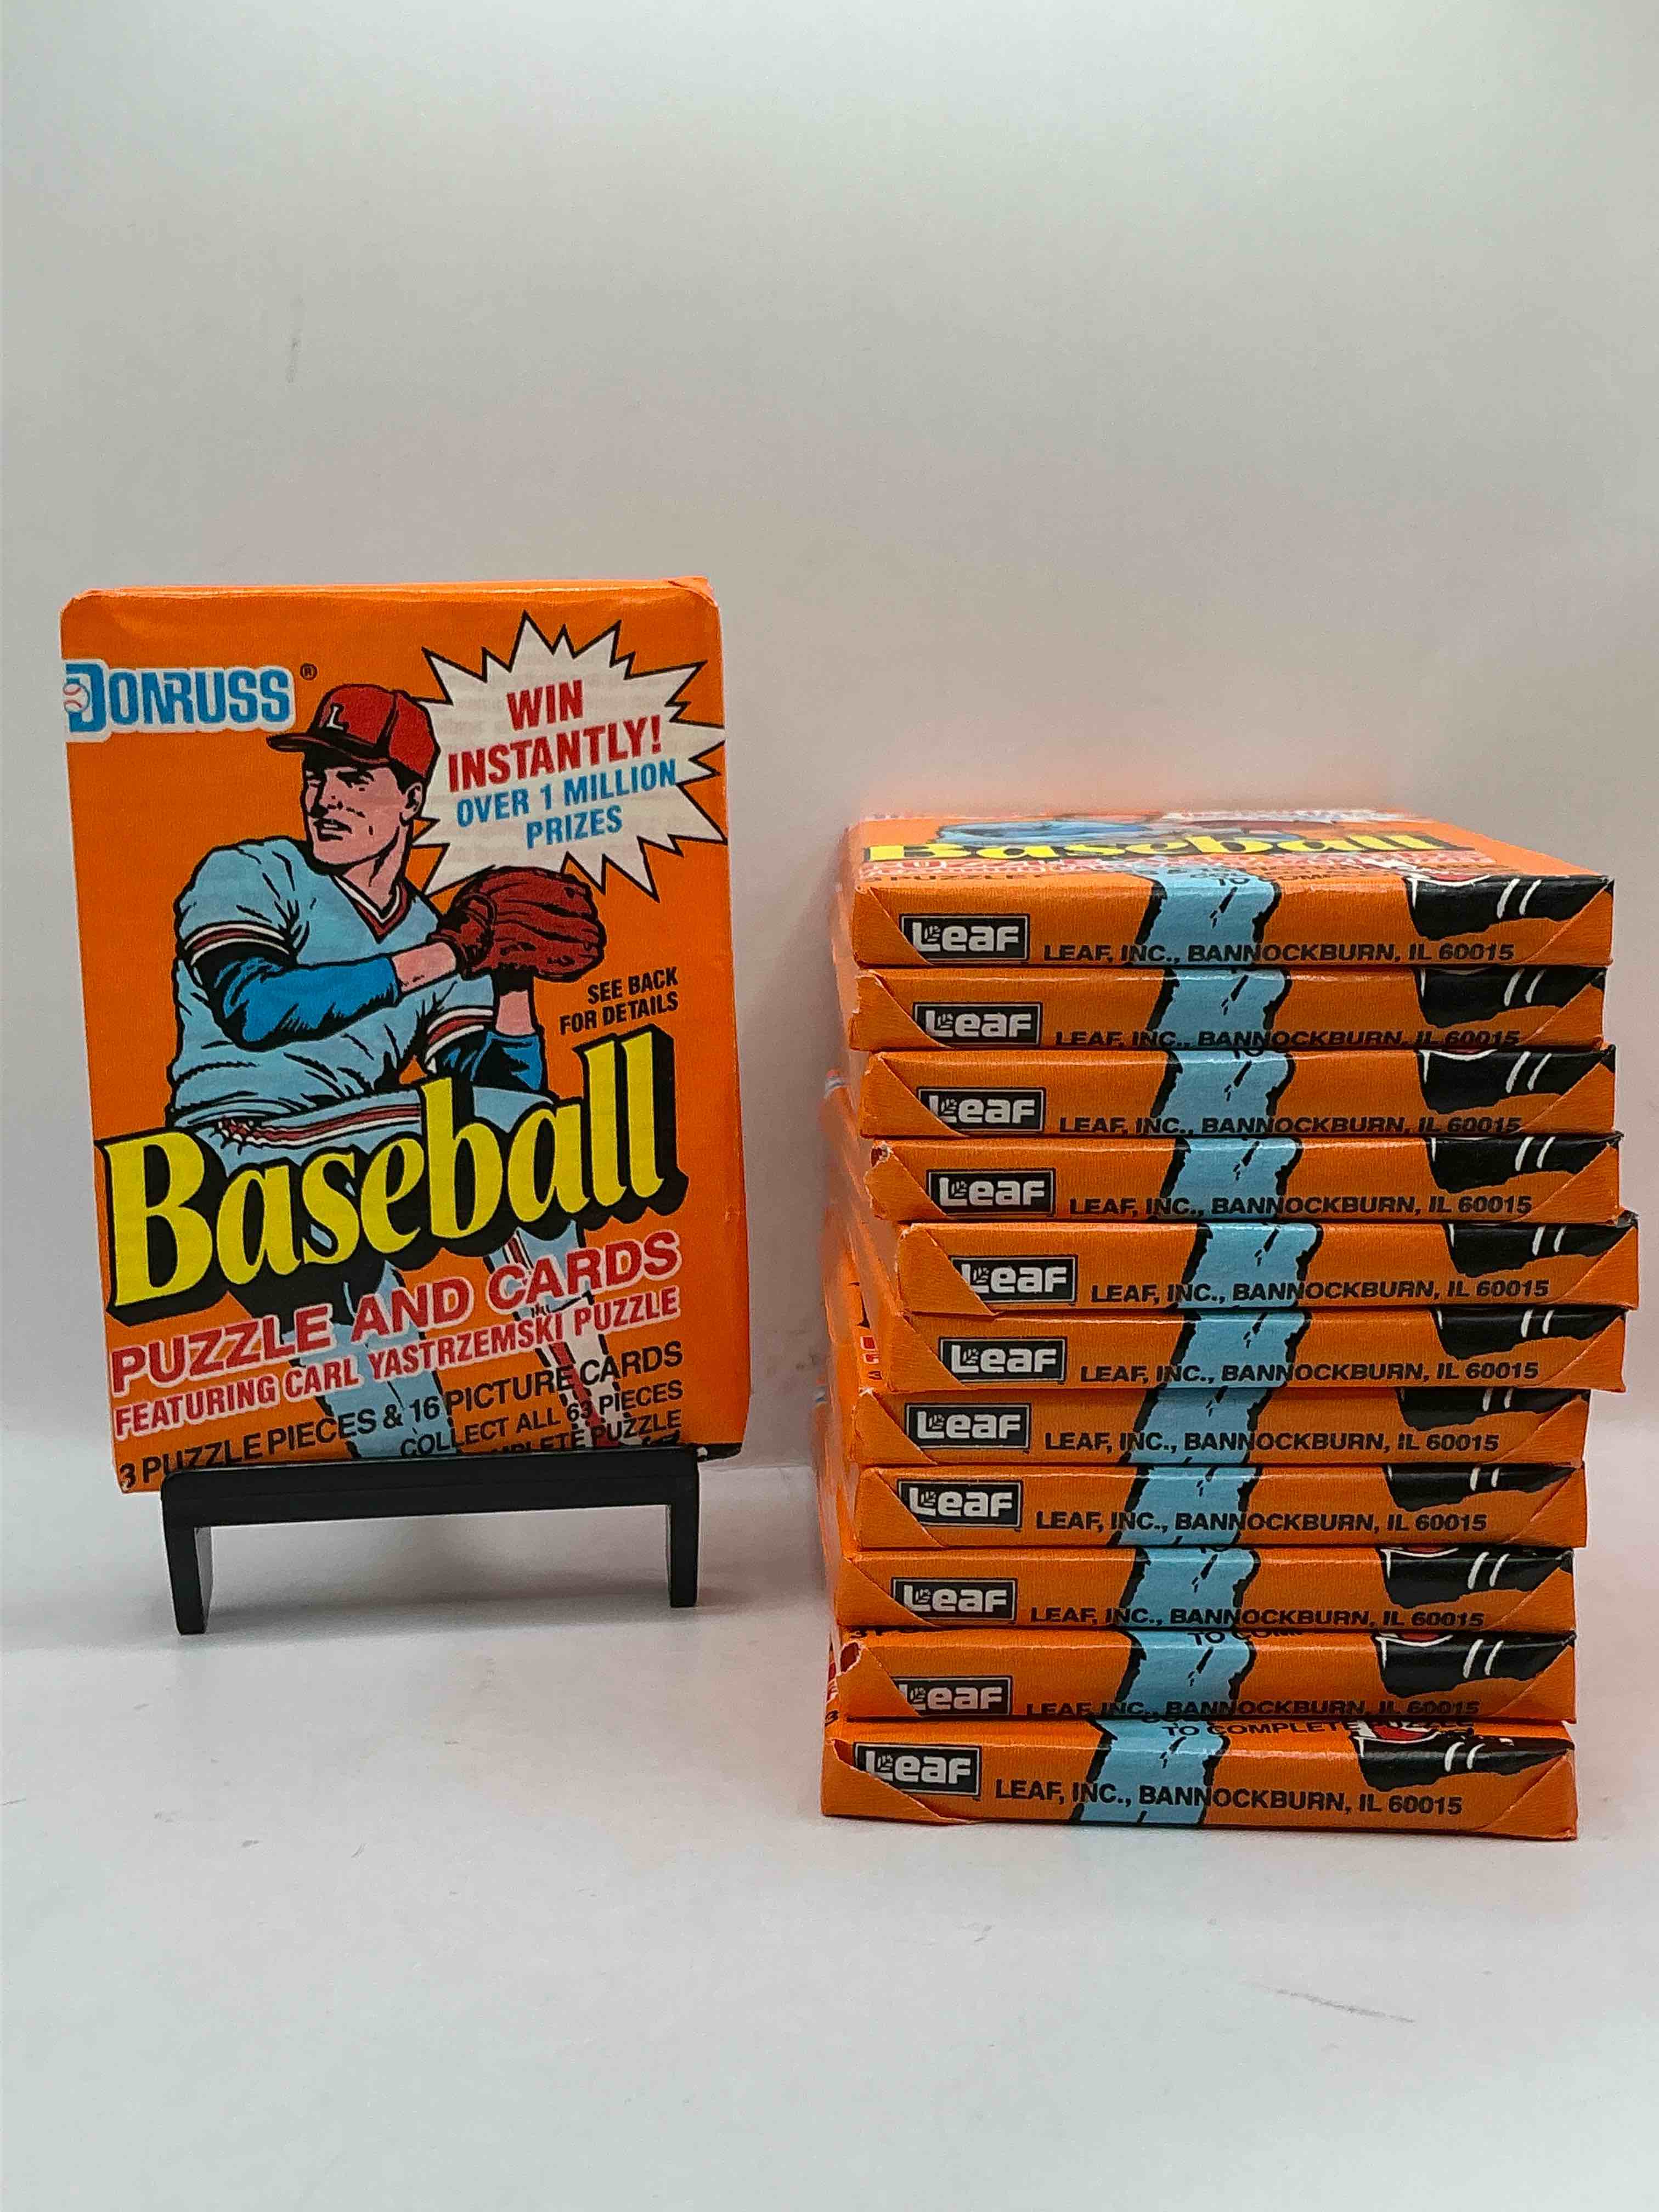 DONRUSS®
L
WIN
INSTANTLY!
OVER 1 MILLION
PRIZES
SEE BACK
FOR DETAILS
Baseball
PUZZLE AND CARDS
FEATURING CARL YASTRZEMSKI PUZZLE
3 PUZZLE PIECES & 16 PICTURE CARDS
COLLECT ALL 63 PIECES
PUZZLE
Baseball
TO
Leaf LEAF, INC., BANNOCKBURN, IL 60015
Leaf LEAF, INC., BANNOCKBURN, IL 60015
TO
Leaf LEAF, INC., BANNOCKBURN, IL 60015
Leaf LEAF, INC., BANNOCKBURN, IL 60015
Leaf LEAF, INC., BANNOCKBURN, IL 60015
Leaf LEAF, INC., BANNOCKBURN, IL 60015
Leaf LEAF, INC., BANNOCKBURN, IL 60015
Leaf LEAF, INC., BANNOCKBURN, IL 60015
Leaf LEAF, INC., BANNOCKBURN, IL 60015
TO
Leaf LEAF, INC., BANNOCKBURN, IL 60015
TO COMPLETE
Leaf LEAF, INC., BANNOCKBURN, IL 60015